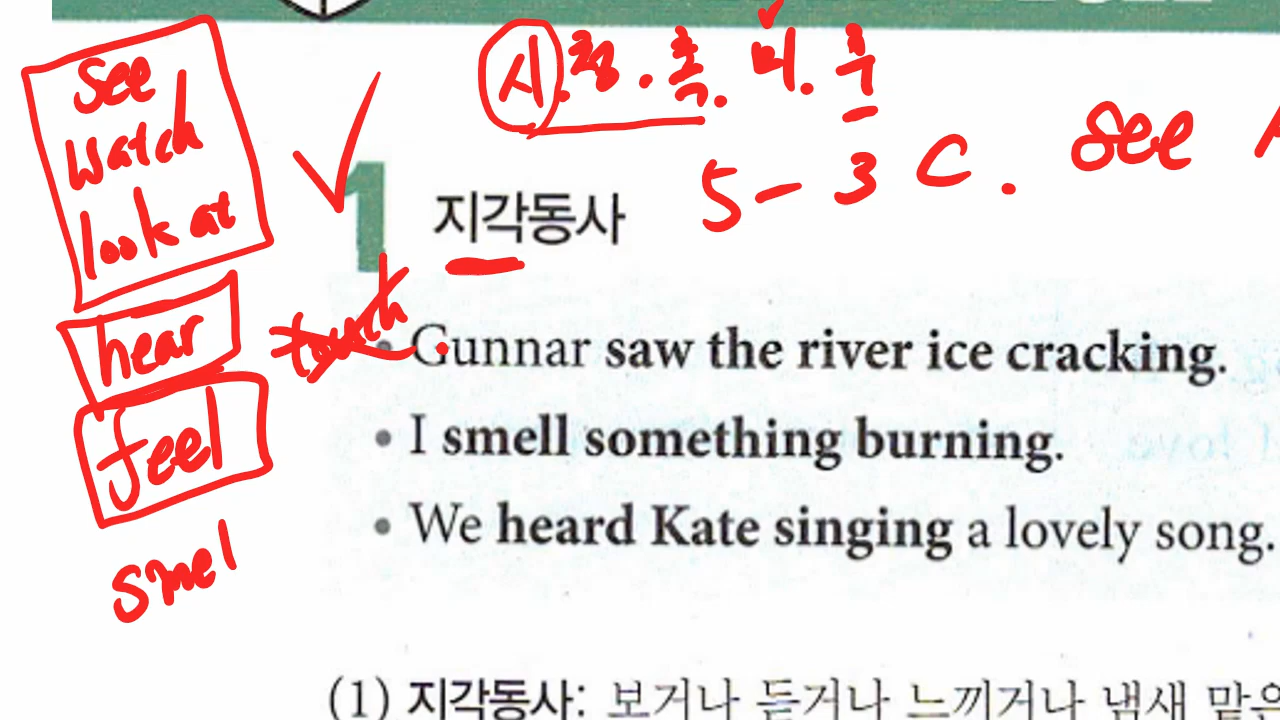 시.청.촉.미.후
see
watch
look at
5-3 C. see
1 지각동사
hear
touch
• Gunnar saw the river ice cracking.
feel
• I smell something burning.
• We heard Kate singing a lovely song.
smel
(1) 지각동사: 보거나 듣거나 느끼거나 냄새 맡은